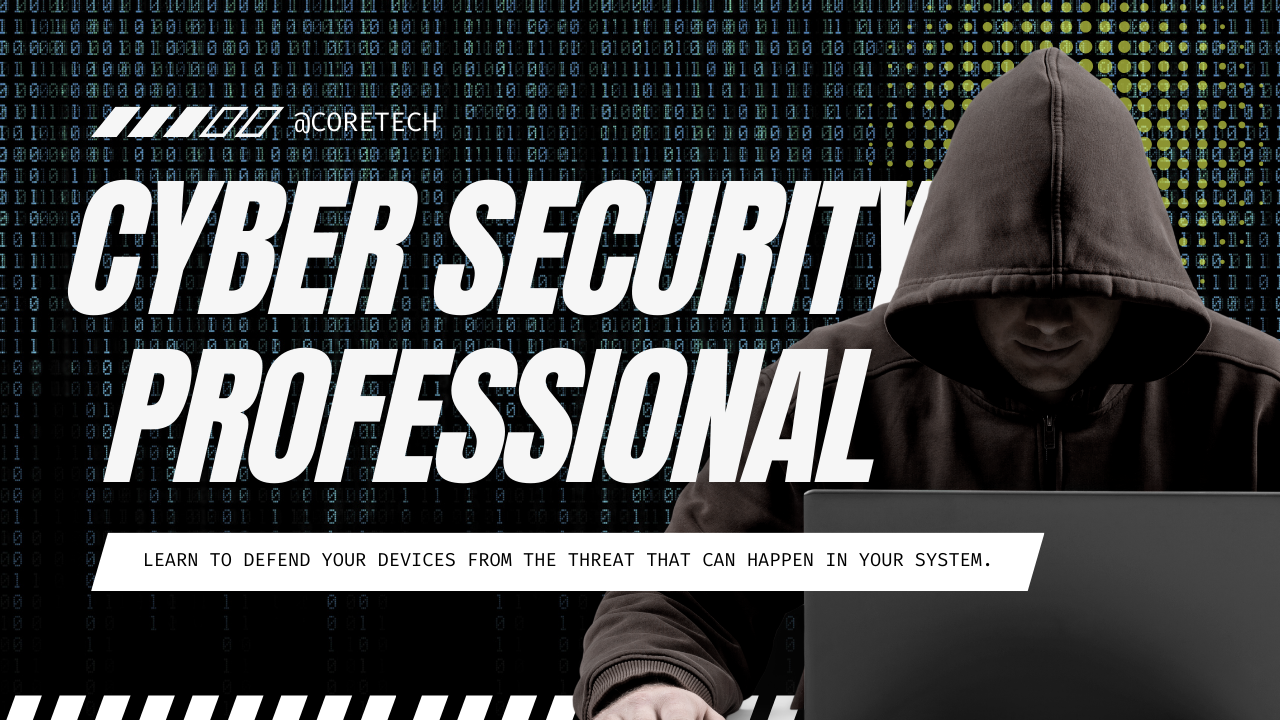 @CORETECH
CYBER SECURITY
PROFESSIONAL
LEARN TO DEFEND YOUR DEVICES FROM THE THREAT THAT CAN HAPPEN IN YOUR SYSTEM.